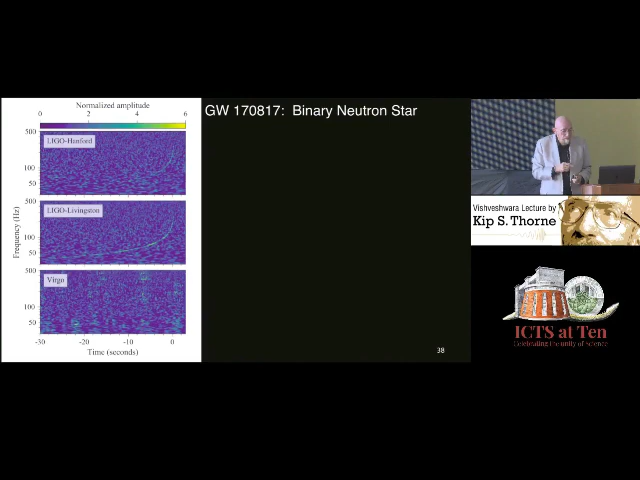 Normalized amplitude
0 2 4 6
GW 170817: Binary Neutron Star
500
LIGO-Hanford
100
50
500
LIGO-Livingston
100
50
Frequency (Hz)
500
Virgo
100
50
-30 -20 -10 0
Time (seconds)
38
Vishveshwara Lecture by
Kip S. Thorne
ICTS at Ten
Celebrating the unity of Science